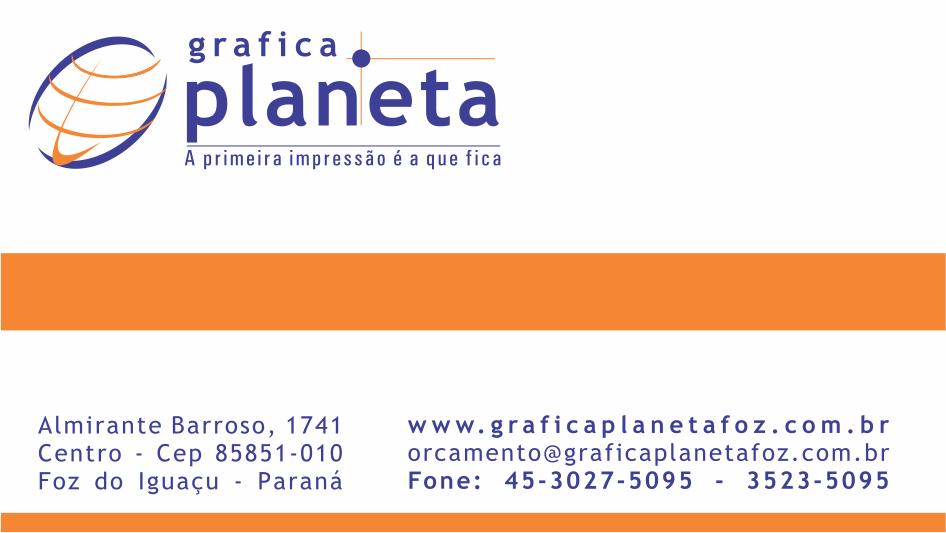 grafica
planeta
A primeira impressão é a que fica
Almirante Barroso, 1741
Centro - Cep 85851-010
Foz do Iguaçu - Paraná
www.graficaplanetafoz.com.br
orcamento@graficaplanetafoz.com.br
Fone: 45-3027-5095 - 3523-5095